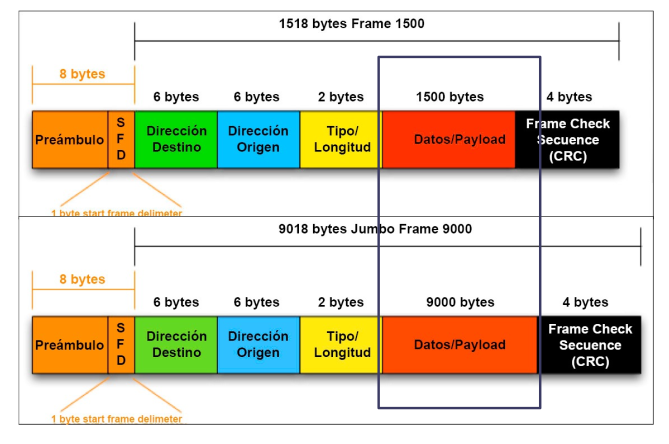 1518 bytes Frame 1500
8 bytes
6 bytes 6 bytes 2 bytes 1500 bytes 4 bytes
Preámbulo
S
F
D
Dirección
Destino
Dirección
Origen
Tipo/
Longitud
Datos/Payload
Frame Check
Secuence
(CRC)
1 byte start frame delimeter
9018 bytes Jumbo Frame 9000
8 bytes
6 bytes 6 bytes 2 bytes 9000 bytes 4 bytes
Preámbulo
S
F
D
Dirección
Destino
Dirección
Origen
Tipo/
Longitud
Datos/Payload
Frame Check
Secuence
(CRC)
1 byte start frame delimeter